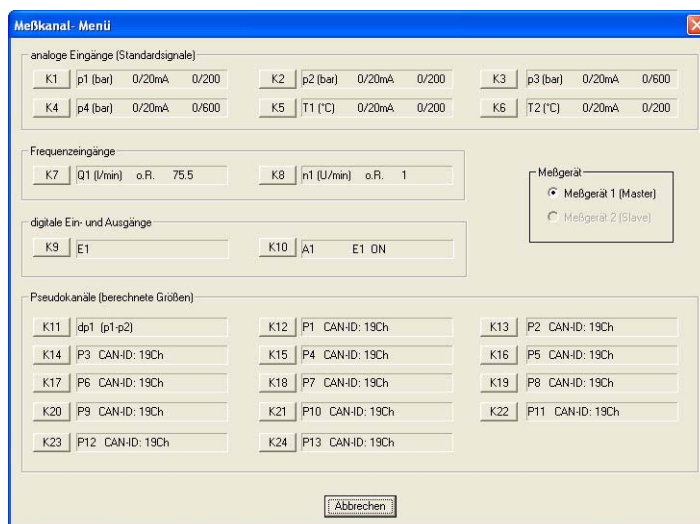 Meßkanal- Menü
analoge Eingänge (Standardsignale)
K1 p1 (bar) 0/20mA 0/200 K2 p2 (bar) 0/20mA 0/200 K3 p3 (bar) 0/20mA 0/600
K4 p4 (bar) 0/20mA 0/600 K5 T1 (°C) 0/20mA 0/200 K6 T2 (°C) 0/20mA 0/200
Frequenzeingänge
K7 Q1 (l/min) o.R. 75.5 K8 n1 (U/min) o.R. 1
Meßgerät
Meßgerät 1 (Master)
Meßgerät 2 (Slave)
digitale Ein- und Ausgänge
K9 E1 K10 A1 E1 ON
Pseudokanäle (berechnete Größen)
K11 dp1 (p1-p2) K12 P1 CAN-ID: 19Ch K13 P2 CAN-ID: 19Ch
K14 P3 CAN-ID: 19Ch K15 P4 CAN-ID: 19Ch K16 P5 CAN-ID: 19Ch
K17 P6 CAN-ID: 19Ch K18 P7 CAN-ID: 19Ch K19 P8 CAN-ID: 19Ch
K20 P9 CAN-ID: 19Ch K21 P10 CAN-ID: 19Ch K22 P11 CAN-ID: 19Ch
K23 P12 CAN-ID: 19Ch K24 P13 CAN-ID: 19Ch
Abbrechen